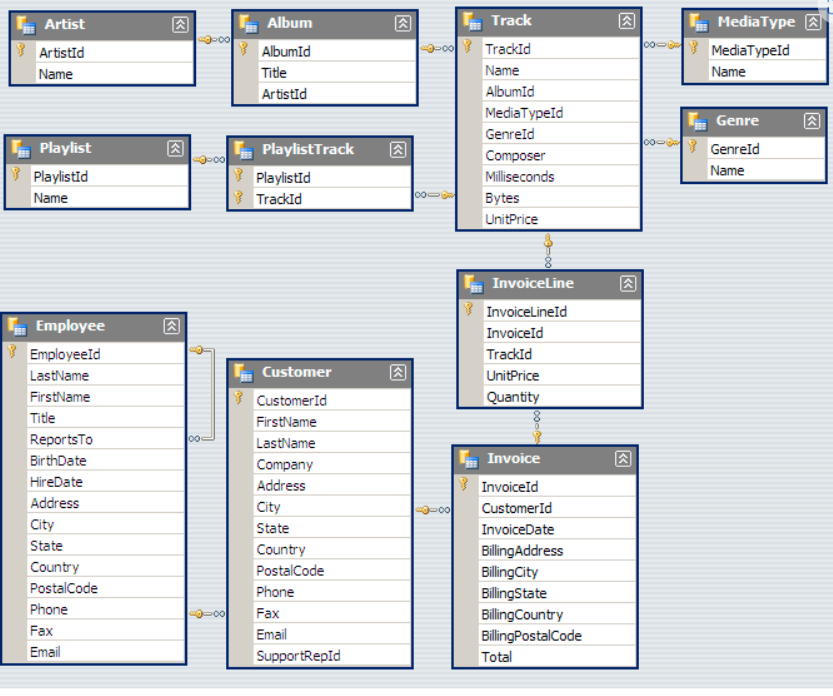 Artist
ArtistId
Name
Album
AlbumId
Title
ArtistId
Track
TrackId
Name
AlbumId
MediaTypeId
GenreId
Composer
Milliseconds
Bytes
UnitPrice
MediaType
MediaTypeId
Name
Genre
GenreId
Name
Playlist
PlaylistId
Name
PlaylistTrack
PlaylistId
TrackId
InvoiceLine
InvoiceLineId
InvoiceId
TrackId
UnitPrice
Quantity
Employee
EmployeeId
LastName
FirstName
Title
ReportsTo
BirthDate
HireDate
Address
City
State
Country
PostalCode
Phone
Fax
Email
Customer
CustomerId
FirstName
LastName
Company
Address
City
State
Country
PostalCode
Phone
Fax
Email
SupportRepId
Invoice
InvoiceId
CustomerId
InvoiceDate
BillingAddress
BillingCity
BillingState
BillingCountry
BillingPostalCode
Total